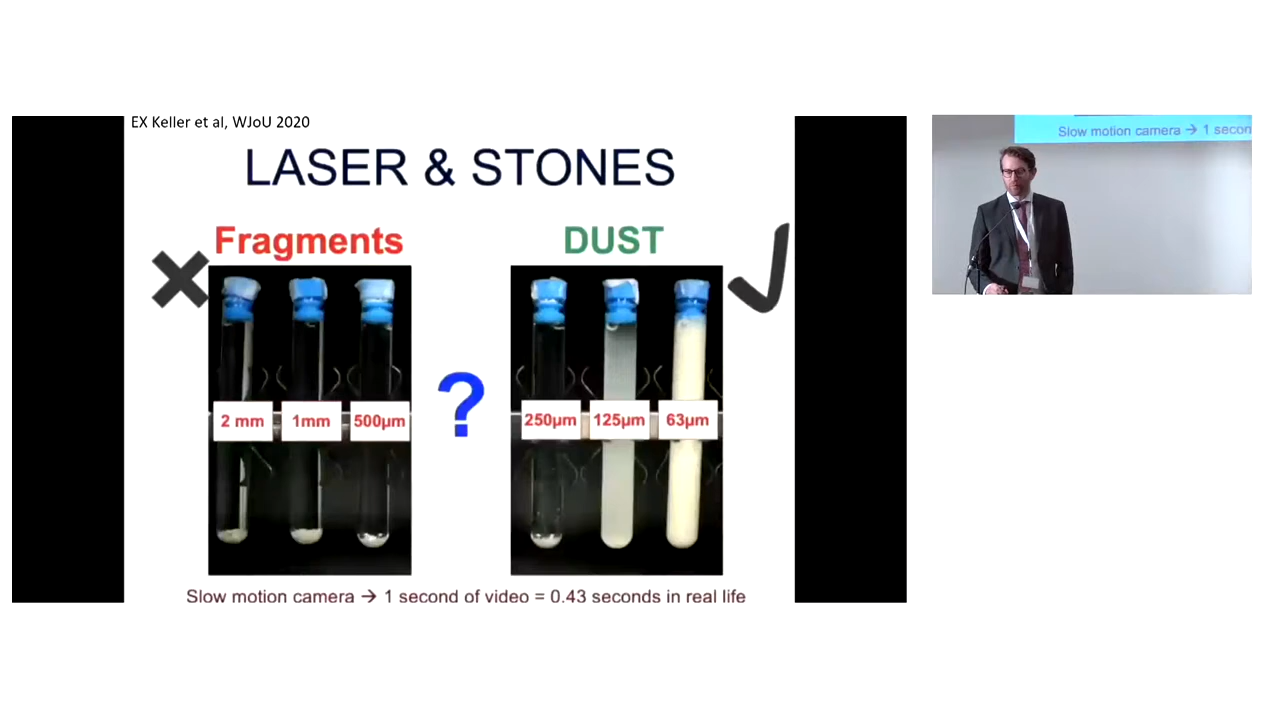 EX Keller et al, WJoU 2020
LASER & STONES
Fragments
DUST
2 mm
1mm
500µm
?
250µm
125µm
63µm
Slow motion camera → 1 second of video = 0.43 seconds in real life
Slow motion camera → 1 secon